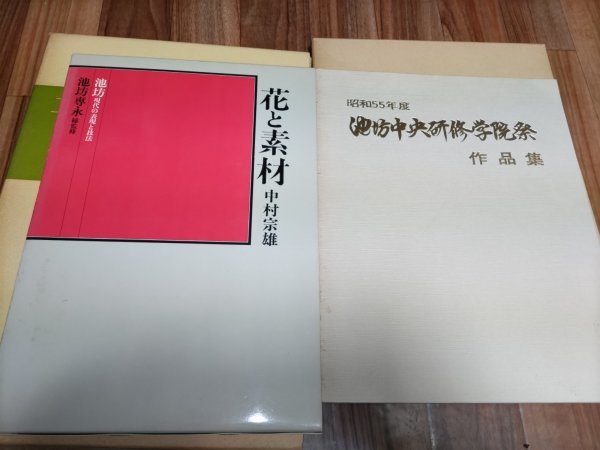 花と素材 中村宗雄
池坊 現代の表現と技法
池坊専永 総監修
昭和55年度
池坊中央研修学院祭
作品集